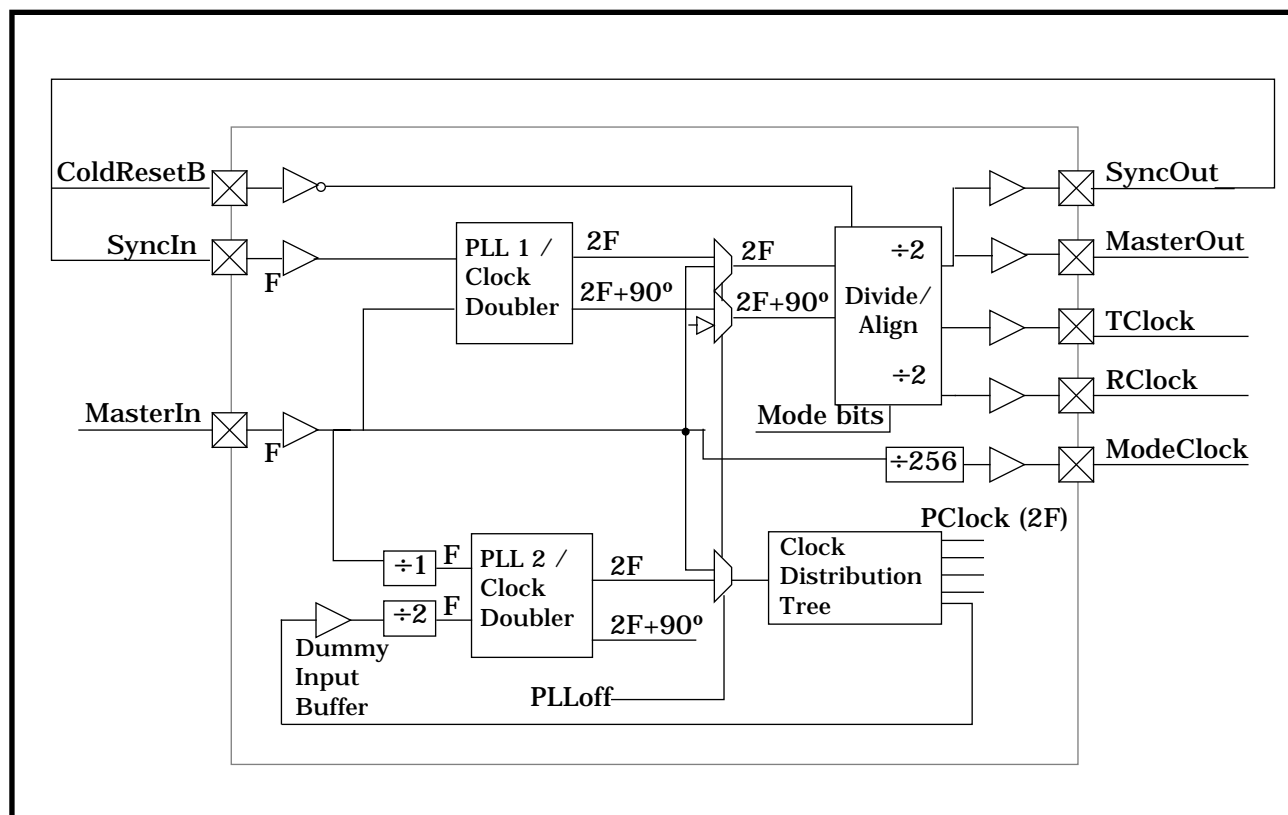 ColdResetB
SyncOut
SyncIn
F
PLL 1 /
Clock
Doubler
2F
2F+90º
2F
2F+90º
÷2
Divide/
Align
÷2
MasterOut
TClock
RClock
MasterIn
F
Mode bits
÷256
ModeClock
PClock (2F)
÷1
F
÷2
F
PLL 2 /
Clock
Doubler
2F
2F+90º
Clock
Distribution
Tree
Dummy
Input
Buffer
PLLoff